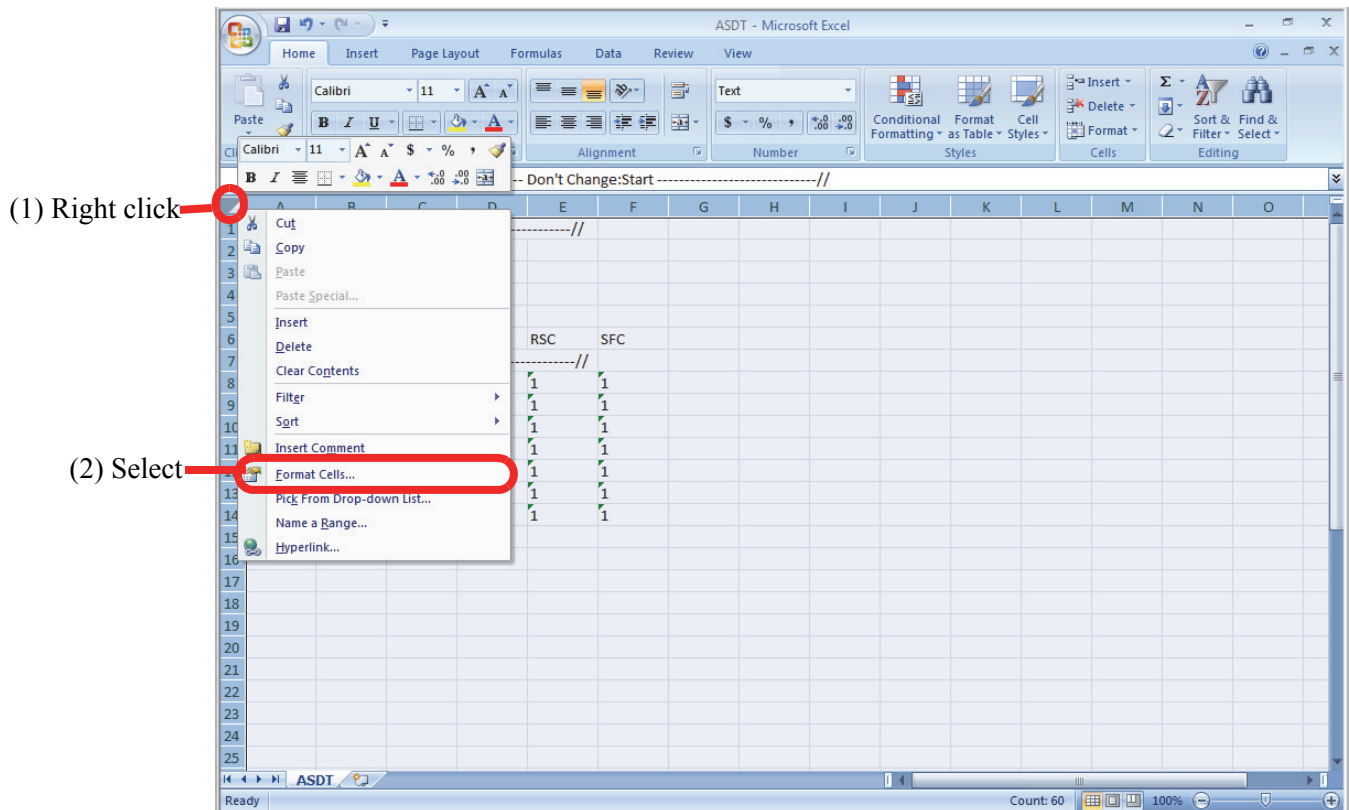 ASDT - Microsoft Excel
Home Insert Page Layout Formulas Data Review View
Calibri 11 A A Text Insert
Paste B I U A $ % , .00 .0 Conditional Formatting Format as Table Cell Styles Delete Format Σ Sort & Filter Find & Select
Cli Alignment Number Styles Cells Editing
Calibri 11 A A $ % ,
B I A -- Don't Change:Start -----------------------------//
(1) Right click
A B C D E F G H I J K L M N O
1 -----------//
2
3
4
5
6 RSC SFC
7 ------------//
8 1 1
9 1 1
10 1 1
11 1 1
1 1
13 1 1
14 1 1
15
16
17
18
19
20
21
22
23
24
25
Cut
Copy
Paste
Paste Special...
Insert
Delete
Clear Contents
Filter
Sort
Insert Comment
(2) Select
Format Cells...
Pick From Drop-down List...
Name a Range...
Hyperlink...
ASDT
Ready Count: 60 100%